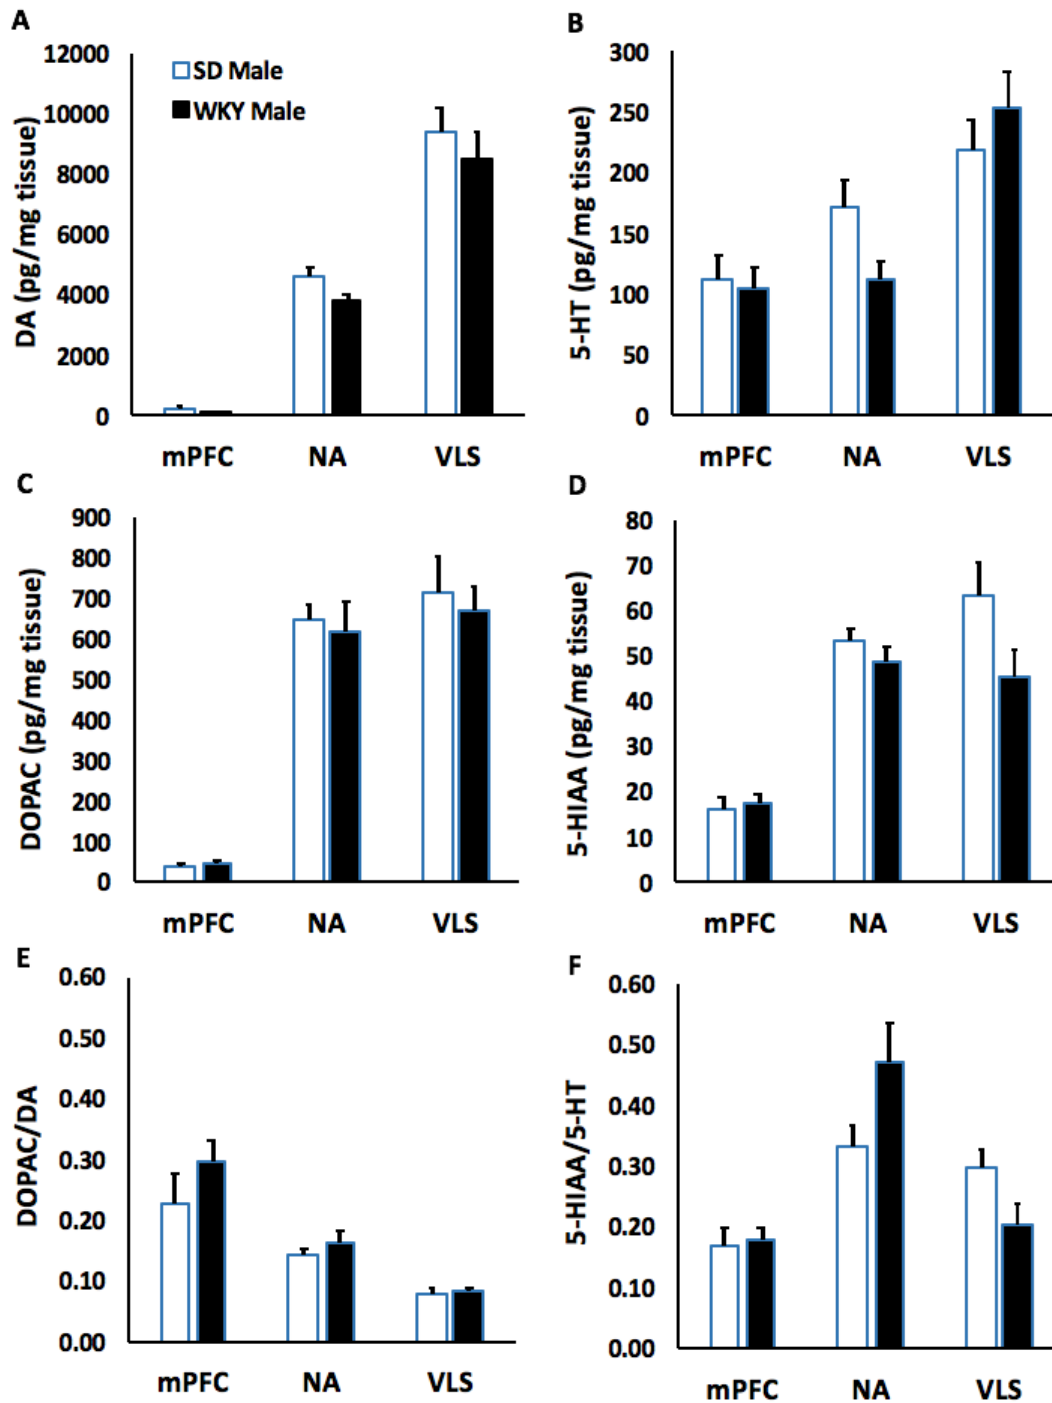 A
DA (pg/mg tissue)
12000
10000
8000
6000
4000
2000
0
SD Male
WKY Male
mPFC NA VLS
B
5-HT (pg/mg tissue)
300
250
200
150
100
50
0
mPFC NA VLS
C
DOPAC (pg/mg tissue)
900
800
700
600
500
400
300
200
100
0
mPFC NA VLS
D
5-HIAA (pg/mg tissue)
80
70
60
50
40
30
20
10
0
mPFC NA VLS
E
DOPAC/DA
0.60
0.50
0.40
0.30
0.20
0.10
0.00
mPFC NA VLS
F
5-HIAA/5-HT
0.60
0.50
0.40
0.30
0.20
0.10
0.00
mPFC NA VLS